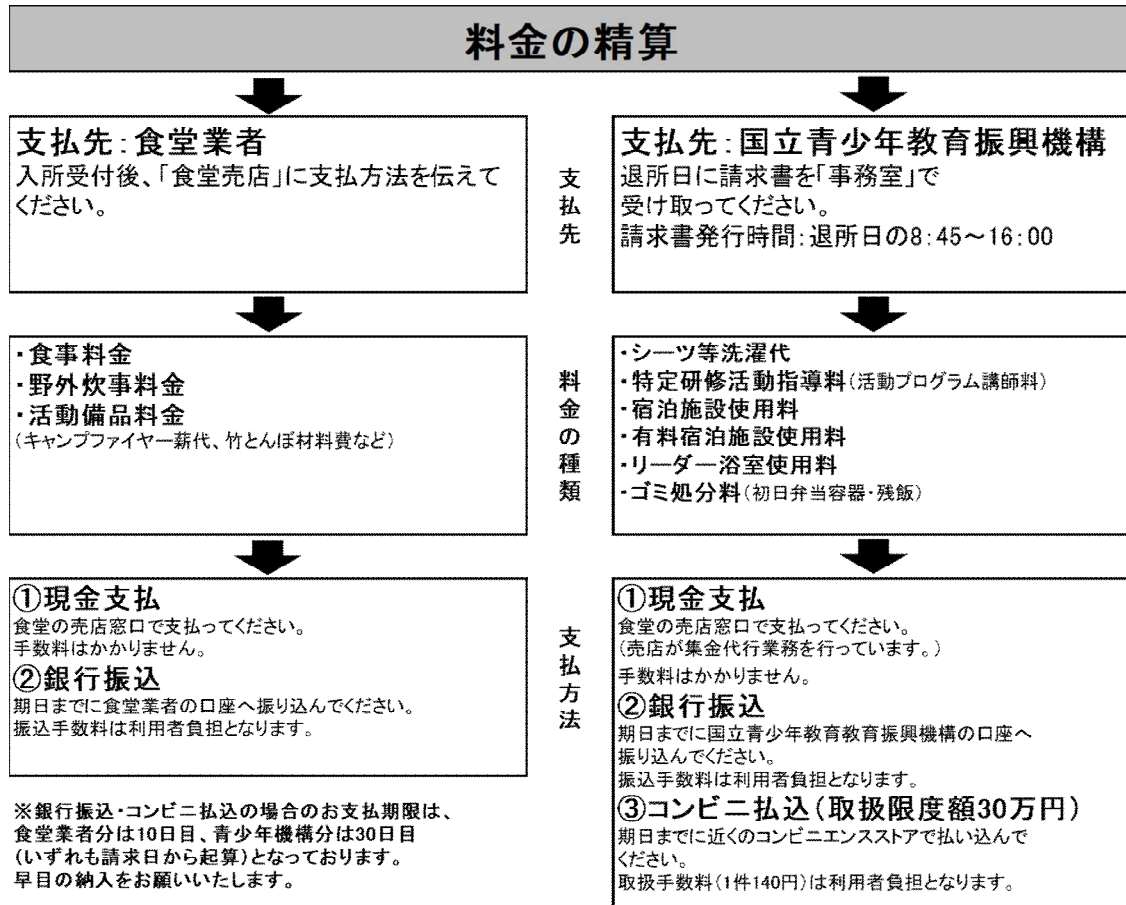 料金の精算
支払先：食堂業者
入所受付後、「食堂売店」に支払方法を伝えて
ください。
支払先
支払先：国立青少年教育振興機構
退所日に請求書を「事務室」で
受け取ってください。
請求書発行時間：退所日の8：45～16：00
・食事料金
・野外炊事料金
・活動備品料金
（キャンプファイヤー薪代、竹とんぼ材料費など）
料金の種類
・シーツ等洗濯代
・特定研修活動指導料（活動プログラム講師料）
・宿泊施設使用料
・有料宿泊施設使用料
・リーダー浴室使用料
・ゴミ処分料（初日弁当容器・残飯）
①現金支払
食堂の売店窓口で支払ってください。
手数料はかかりません。
②銀行振込
期日までに食堂業者の口座へ振り込んでください。
振込手数料は利用者負担となります。
支払方法
①現金支払
食堂の売店窓口で支払ってください。
（売店が集金代行業務を行っています。）
手数料はかかりません。
②銀行振込
期日までに国立青少年教育教育振興機構の口座へ
振り込んでください。
振込手数料は利用者負担となります。
③コンビニ払込（取扱限度額30万円）
期日までに近くのコンビニエンスストアで払い込んで
ください。
取扱手数料（1件140円）は利用者負担となります。
※銀行振込・コンビニ払込の場合のお支払期限は、
食堂業者分は10日目、青少年機構分は30日目
（いずれも請求日から起算）となっております。
早目の納入をお願いいたします。